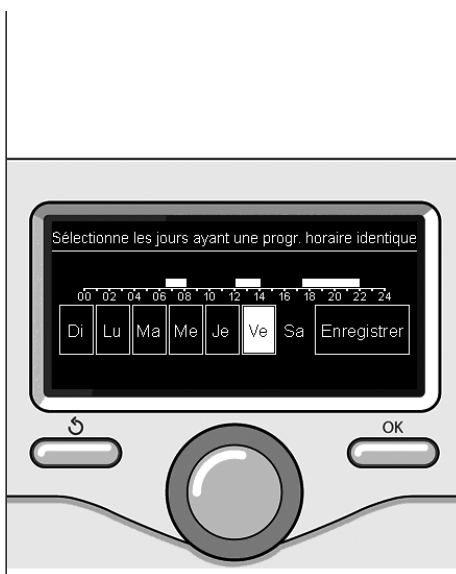 Sélectionne les jours ayant une progr. horaire identique
00 02 04 06 08 10 12 14 16 18 20 22 24
Di Lu Ma Me Je Ve Sa Enregistrer
OK